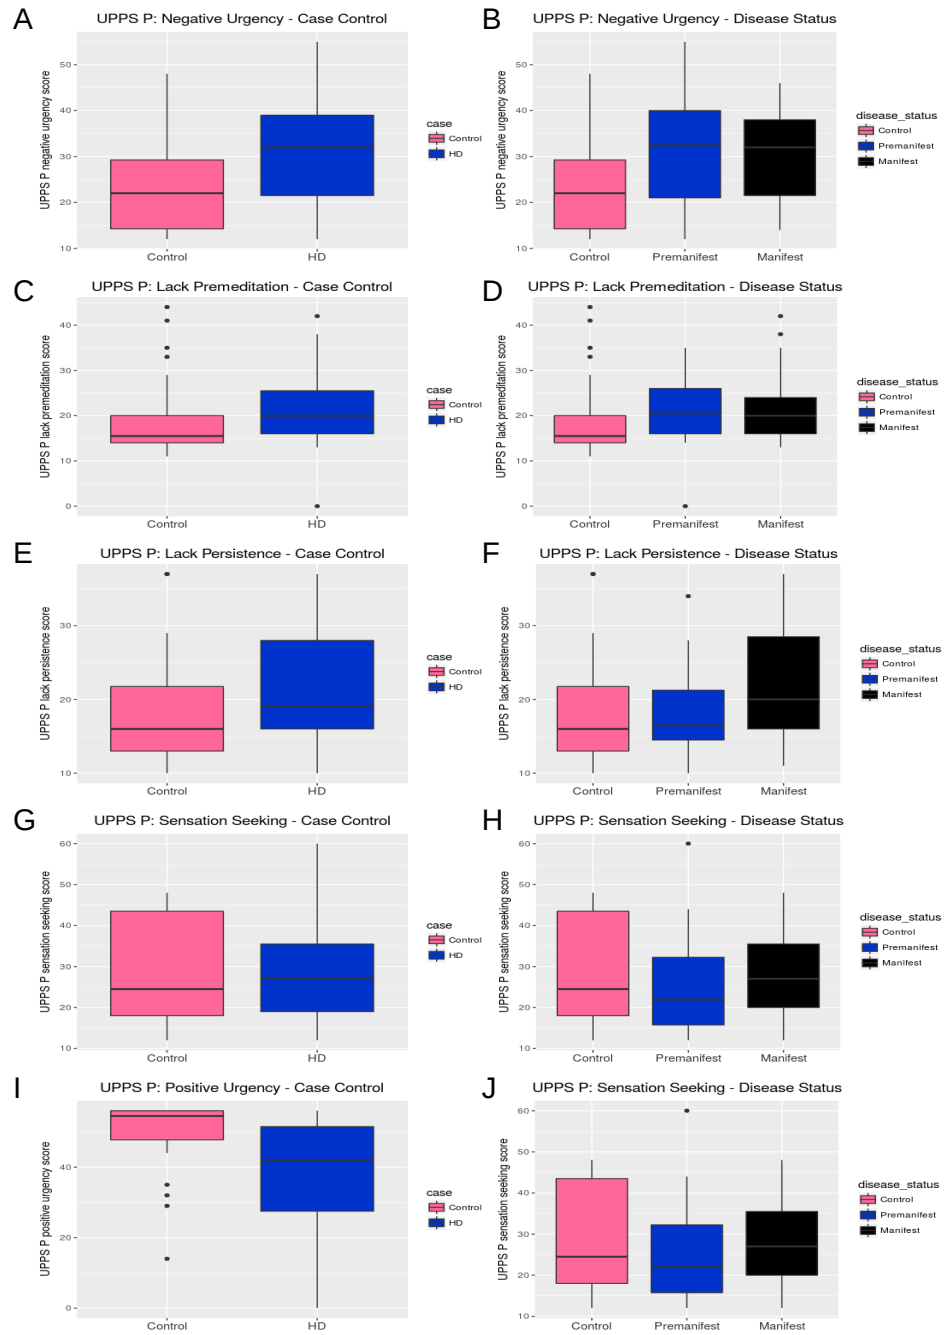 A
UPPS P: Negative Urgency - Case Control
UPPS P negative urgency score
50
40
30
20
10
Control
HD
case
Control
HD
B
UPPS P: Negative Urgency - Disease Status
UPPS P negative urgency score
50
40
30
20
10
Control
Premanifest
Manifest
disease_status
Control
Premanifest
Manifest
C
UPPS P: Lack Premeditation - Case Control
UPPS P lack premeditation score
40
30
20
10
0
Control
HD
case
Control
HD
D
UPPS P: Lack Premeditation - Disease Status
UPPS P lack premeditation score
40
30
20
10
0
Control
Premanifest
Manifest
disease_status
Control
Premanifest
Manifest
E
UPPS P: Lack Persistence - Case Control
UPPS P lack persistence score
30
20
10
Control
HD
case
Control
HD
F
UPPS P: Lack Persistence - Disease Status
UPPS P lack persistence score
30
20
10
Control
Premanifest
Manifest
disease_status
Control
Premanifest
Manifest
G
UPPS P: Sensation Seeking - Case Control
UPPS P sensation seeking score
60
50
40
30
20
10
Control
HD
case
Control
HD
H
UPPS P: Sensation Seeking - Disease Status
UPPS P sensation seeking score
60
50
40
30
20
10
Control
Premanifest
Manifest
disease_status
Control
Premanifest
Manifest
I
UPPS P: Positive Urgency - Case Control
UPPS P positive urgency score
40
20
0
Control
HD
case
Control
HD
J
UPPS P: Sensation Seeking - Disease Status
UPPS P sensation seeking score
60
50
40
30
20
10
Control
Premanifest
Manifest
disease_status
Control
Premanifest
Manifest